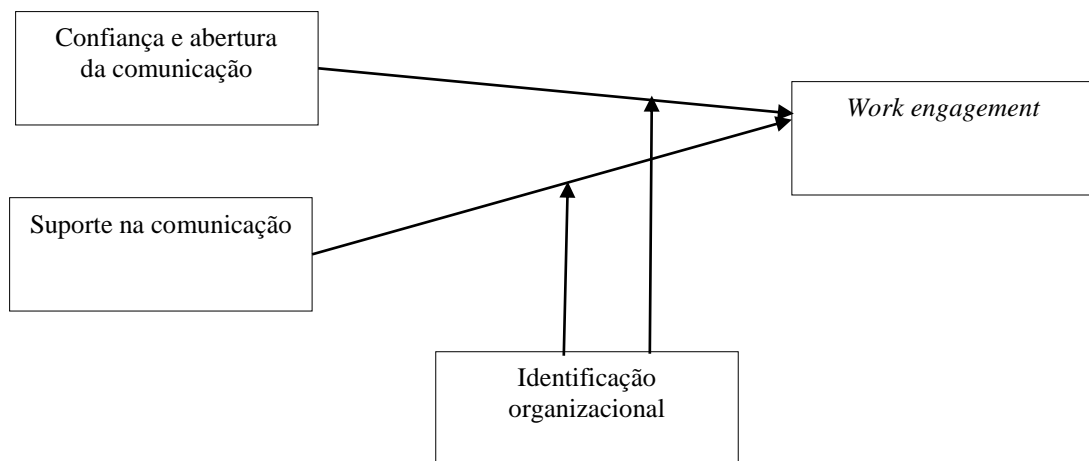 Confiança e abertura
da comunicação
Work engagement
Suporte na comunicação
Identificação
organizacional